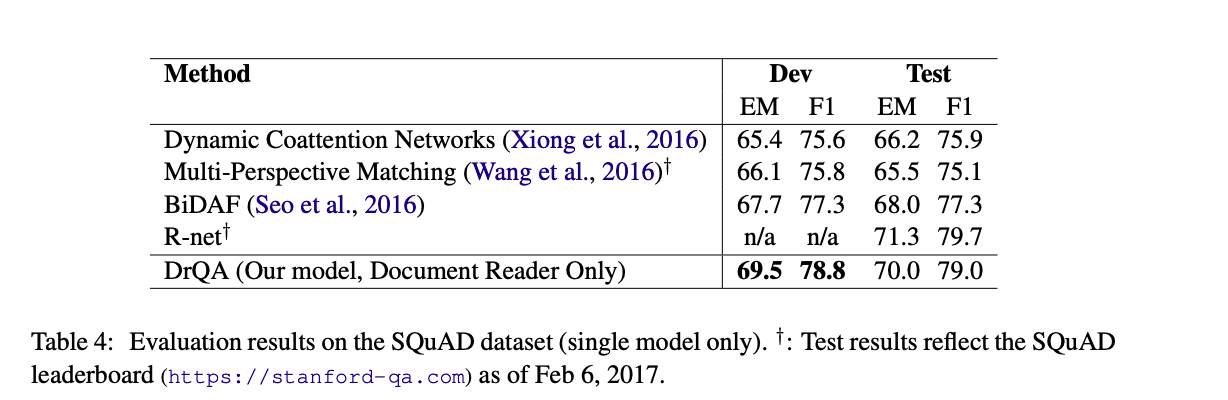 Method Dev Test
EM F1 EM F1
Dynamic Coattention Networks (Xiong et al., 2016) 65.4 75.6 66.2 75.9
Multi-Perspective Matching (Wang et al., 2016)† 66.1 75.8 65.5 75.1
BiDAF (Seo et al., 2016) 67.7 77.3 68.0 77.3
R-net† n/a n/a 71.3 79.7
DrQA (Our model, Document Reader Only) 69.5 78.8 70.0 79.0
Table 4: Evaluation results on the SQuAD dataset (single model only). †: Test results reflect the SQuAD
leaderboard (https://stanford-qa.com) as of Feb 6, 2017.